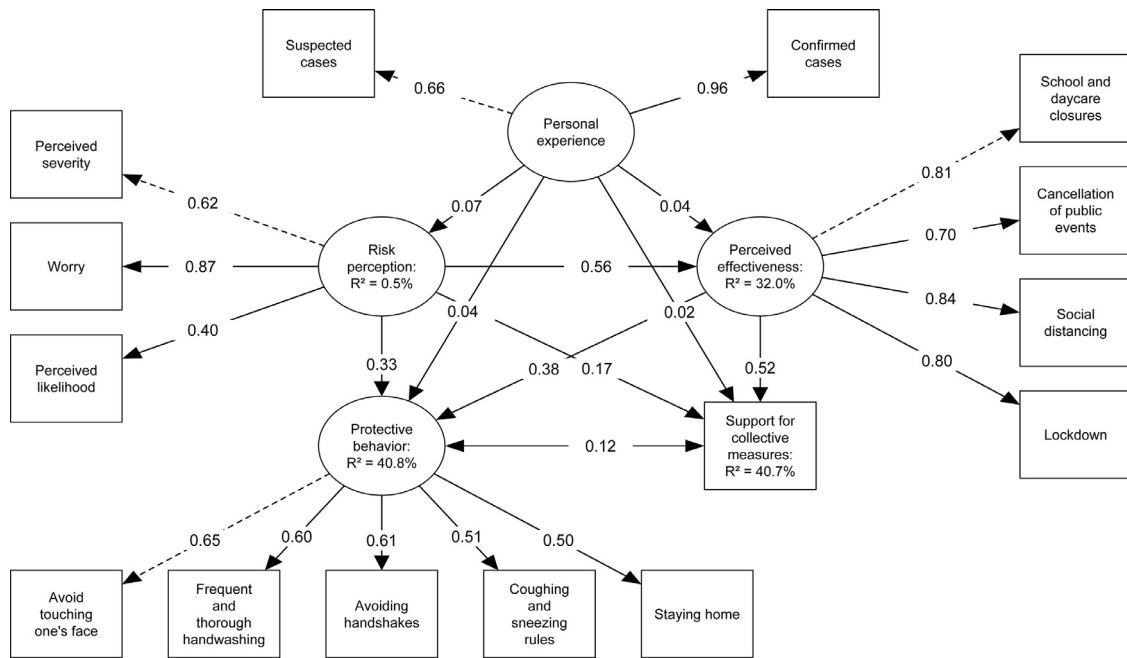 Suspected
cases
Confirmed
cases
School and
daycare
closures
0.66
0.96
Personal
experience
Perceived
severity
0.81
Cancellation
of public
events
0.62
0.07
0.04
0.70
Worry
0.87
Risk
perception:
R² = 0.5%
0.56
Perceived
effectiveness:
R² = 32.0%
0.84
Social
distancing
0.40
0.04
0.02
Perceived
likelihood
0.33
0.38
0.17
0.52
0.80
Protective
behavior:
R² = 40.8%
0.12
Support for
collective
measures:
R² = 40.7%
Lockdown
0.65
0.60
0.61
0.51
0.50
Avoid
touching
one's face
Frequent
and
thorough
handwashing
Avoiding
handshakes
Coughing
and
sneezing
rules
Staying home